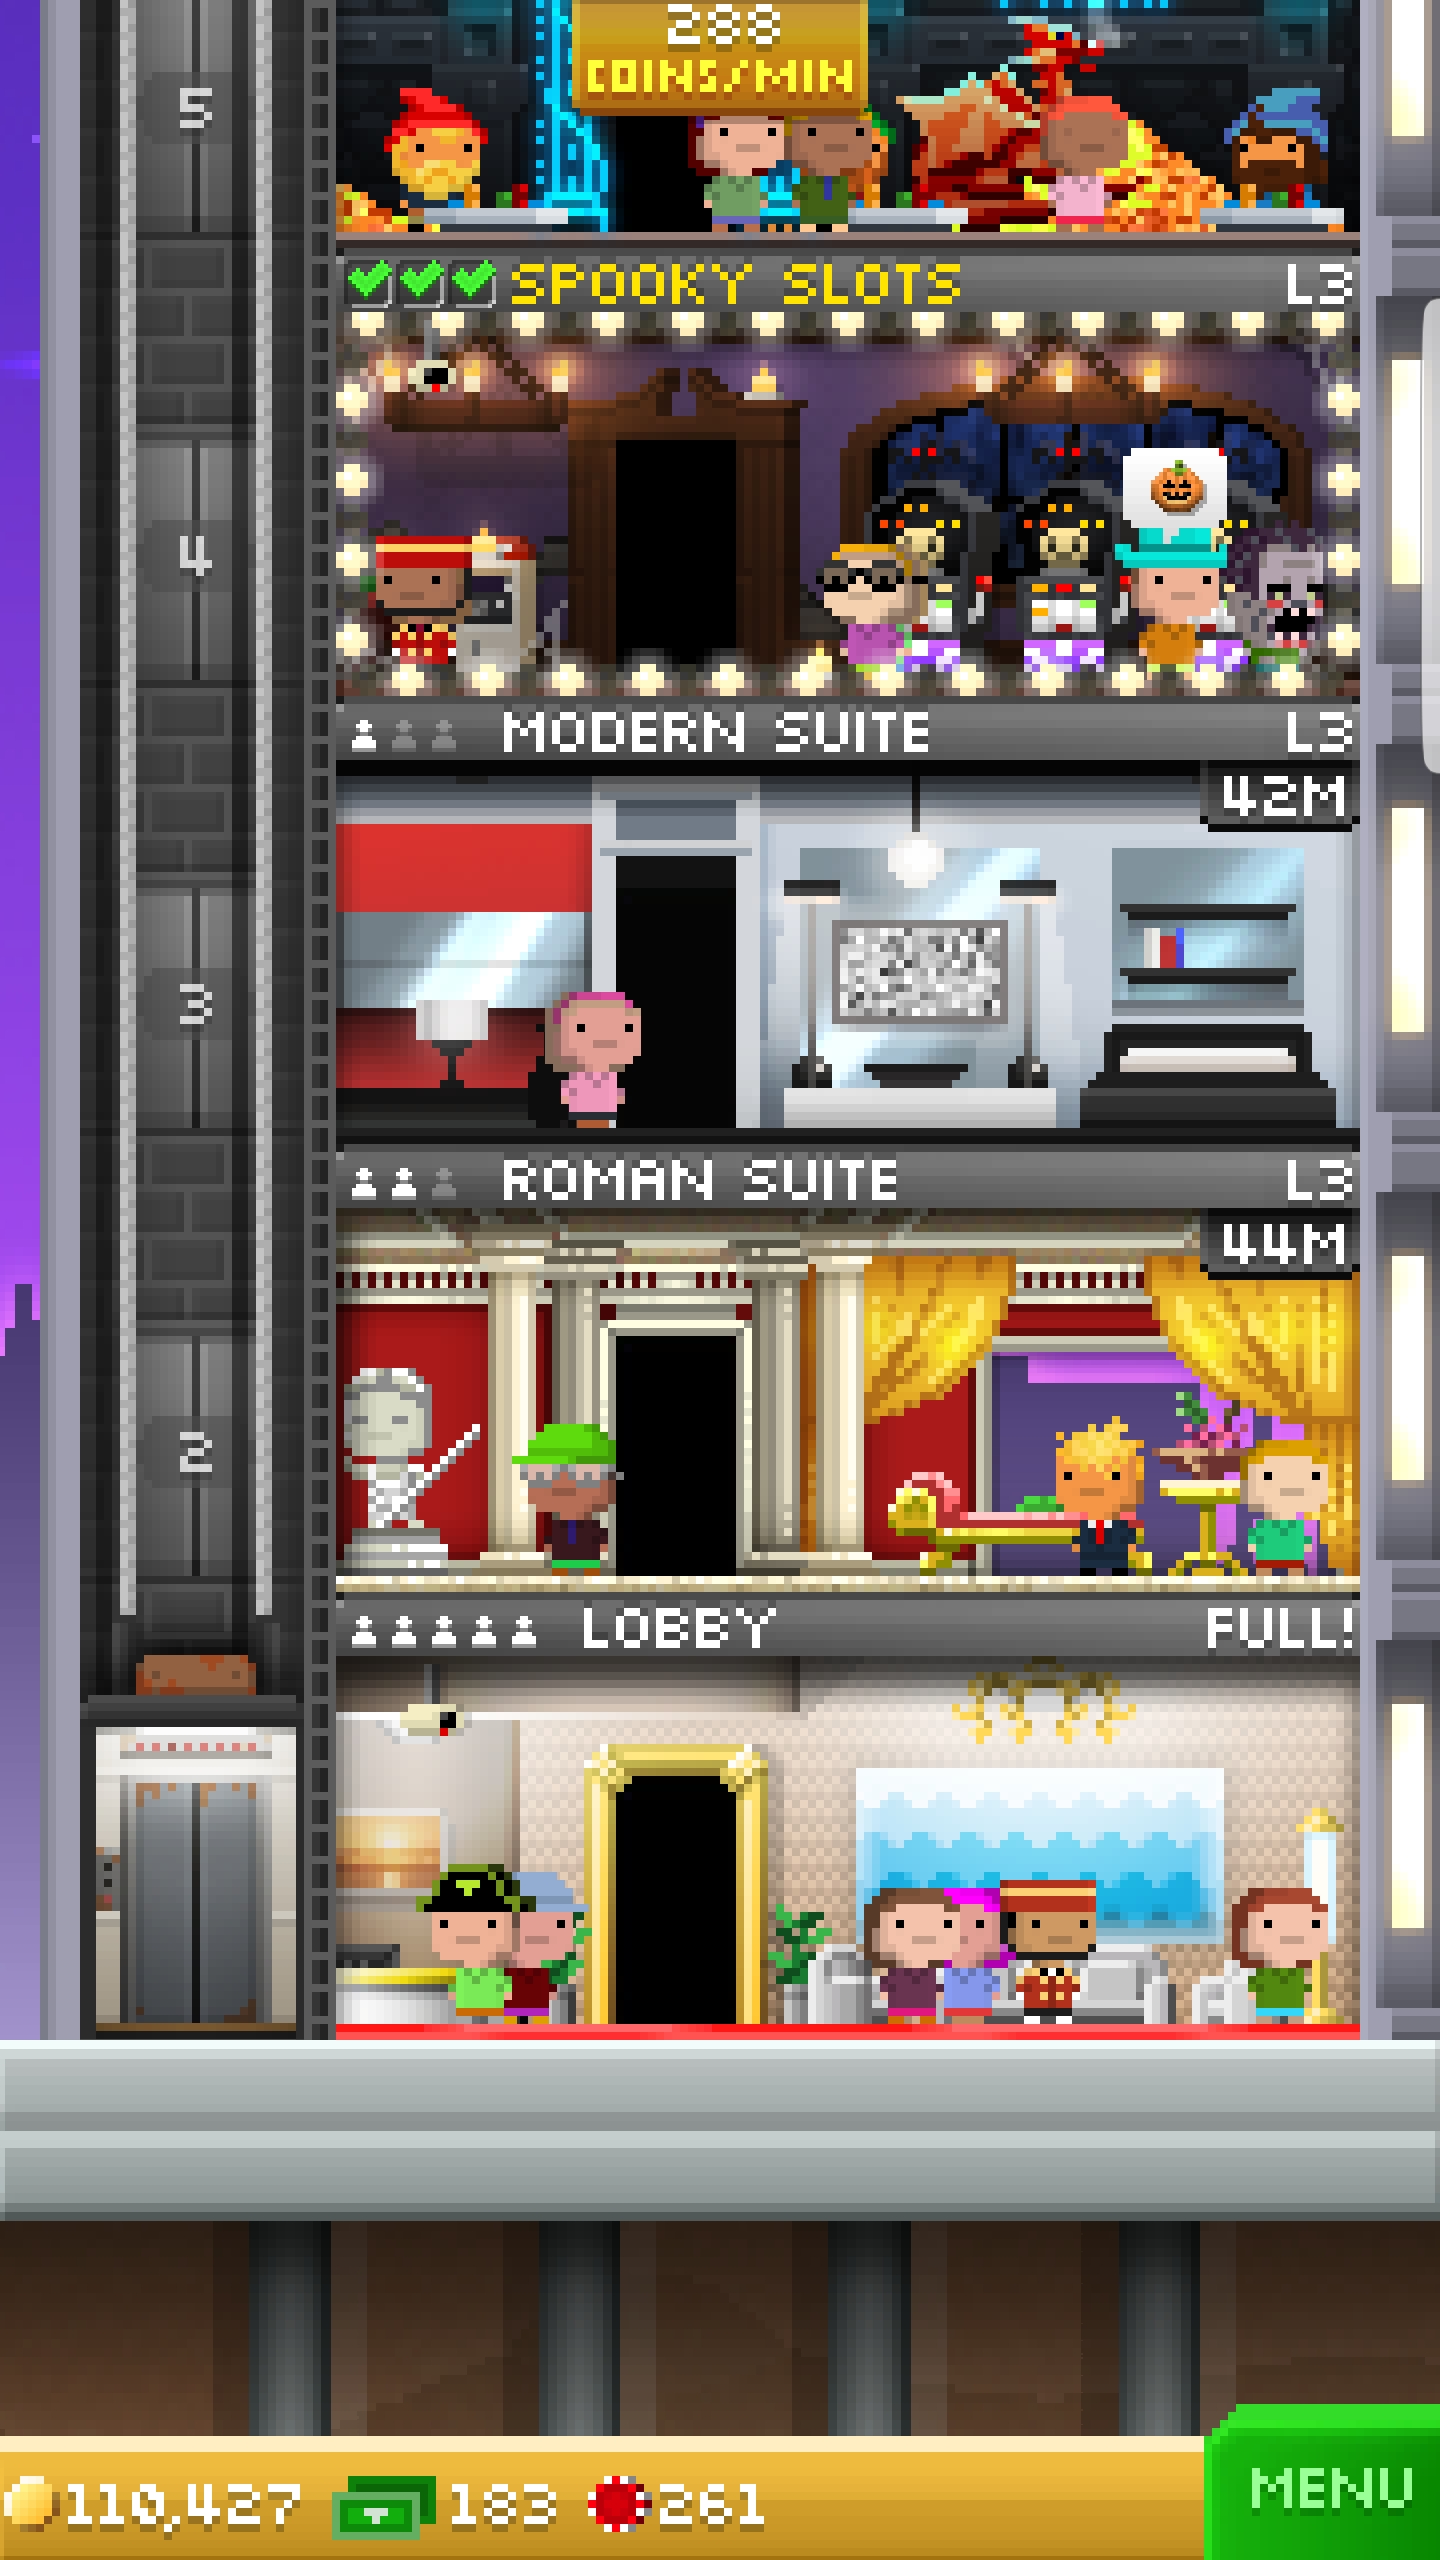 288
COINS/MIN
5
SPOOKY SLOTS L3
4
MODERN SUITE L3
42M
3
ROMAN SUITE L3
44M
2
LOBBY FULL!
110,427 183 261
MENU